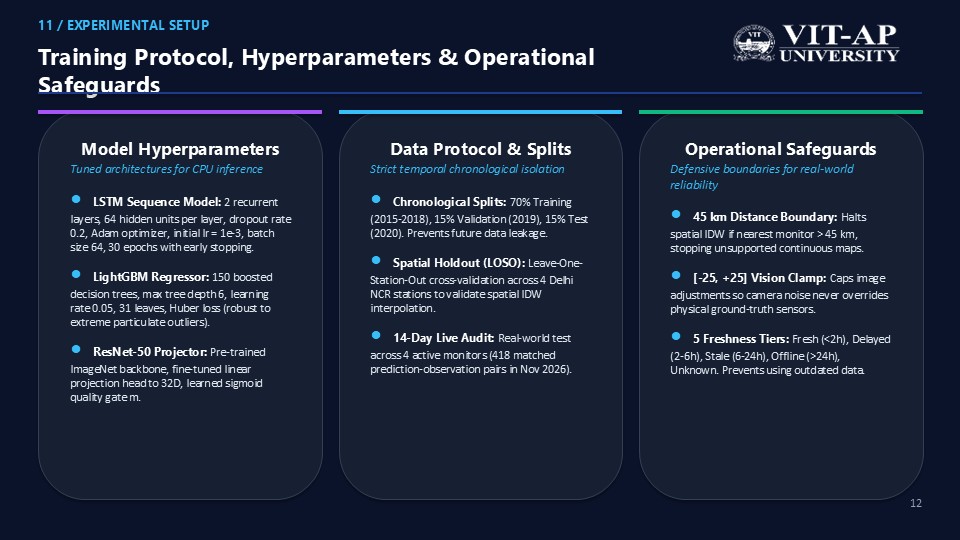 11 / EXPERIMENTAL SETUP
Training Protocol, Hyperparameters & Operational
Safeguards
VIT
VIT-AP
UNIVERSITY
Model Hyperparameters
Tuned architectures for CPU inference
● LSTM Sequence Model: 2 recurrent
layers, 64 hidden units per layer, dropout rate
0.2, Adam optimizer, initial lr = 1e-3, batch
size 64, 30 epochs with early stopping.
● LightGBM Regressor: 150 boosted
decision trees, max tree depth 6, learning
rate 0.05, 31 leaves, Huber loss (robust to
extreme particulate outliers).
● ResNet-50 Projector: Pre-trained
ImageNet backbone, fine-tuned linear
projection head to 32D, learned sigmoid
quality gate m.
Data Protocol & Splits
Strict temporal chronological isolation
● Chronological Splits: 70% Training
(2015-2018), 15% Validation (2019), 15% Test
(2020). Prevents future data leakage.
● Spatial Holdout (LOSO): Leave-One-
Station-Out cross-validation across 4 Delhi
NCR stations to validate spatial IDW
interpolation.
● 14-Day Live Audit: Real-world test
across 4 active monitors (418 matched
prediction-observation pairs in Nov 2026).
Operational Safeguards
Defensive boundaries for real-world
reliability
● 45 km Distance Boundary: Halts
spatial IDW if nearest monitor > 45 km,
stopping unsupported continuous maps.
● [-25, +25] Vision Clamp: Caps image
adjustments so camera noise never overrides
physical ground-truth sensors.
● 5 Freshness Tiers: Fresh (<2h), Delayed
(2-6h), Stale (6-24h), Offline (>24h),
Unknown. Prevents using outdated data.
12